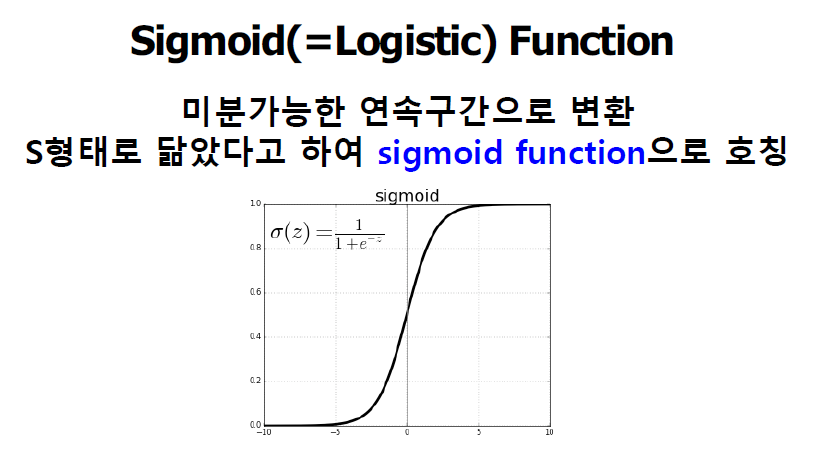 Sigmoid(=Logistic) Function
미분가능한 연속구간으로 변환
S형태로 닮았다고 하여 sigmoid function으로 호칭
sigmoid
σ(z) = 1 / (1+e^{-z})
1.0
0.8
0.6
0.4
0.2
0.0
-10 -5 0 5 10